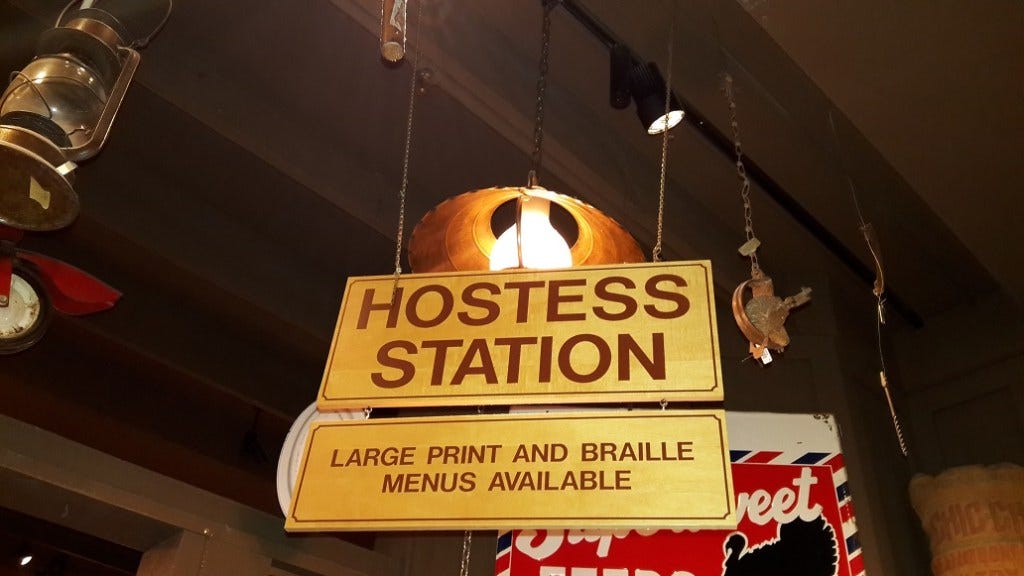 HOSTESS
STATION
LARGE PRINT AND BRAILLE
MENUS AVAILABLE